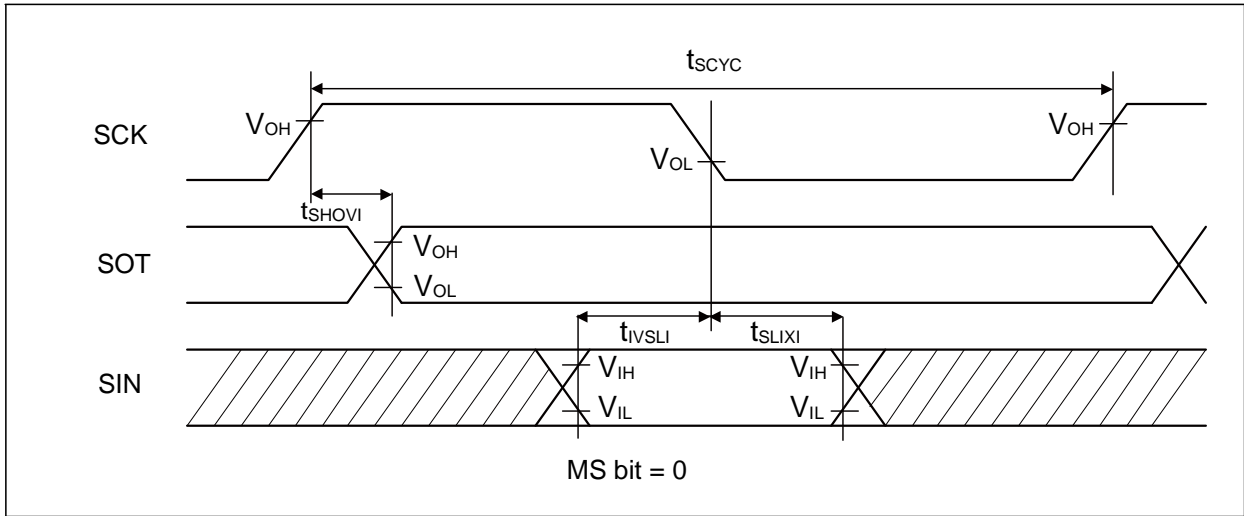 tSCYC
SCK
VOH
VOL
VOH
tSHOVI
SOT
VOH
VOL
tIVSLI
tSLIXI
SIN
VIH
VIL
VIH
VIL
MS bit = 0